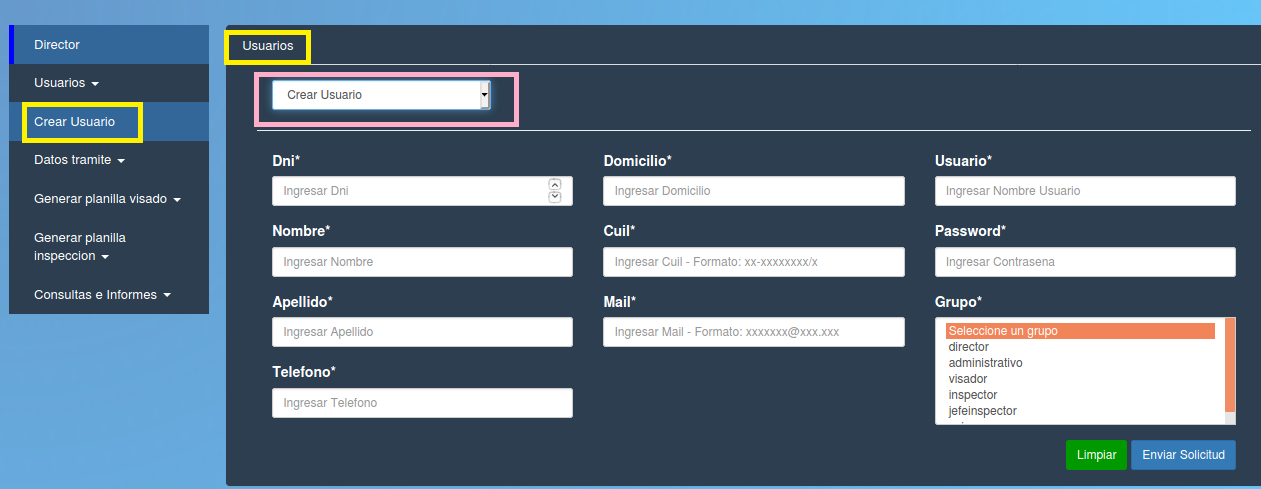 Director
Usuarios
Crear Usuario
Datos tramite
Generar planilla visado
Generar planilla
inspeccion
Consultas e Informes
Usuarios
Crear Usuario
Dni*
Ingresar Dni
Nombre*
Ingresar Nombre
Apellido*
Ingresar Apellido
Telefono*
Ingresar Telefono
Domicilio*
Ingresar Domicilio
Cuil*
Ingresar Cuil - Formato: xx-xxxxxxxx/x
Mail*
Ingresar Mail - Formato: xxxxxxx@xxx.xxx
Usuario*
Ingresar Nombre Usuario
Password*
Ingresar Contrasena
Grupo*
Seleccione un grupo
director
administrativo
visador
inspector
jefeinspector
Limpiar
Enviar Solicitud